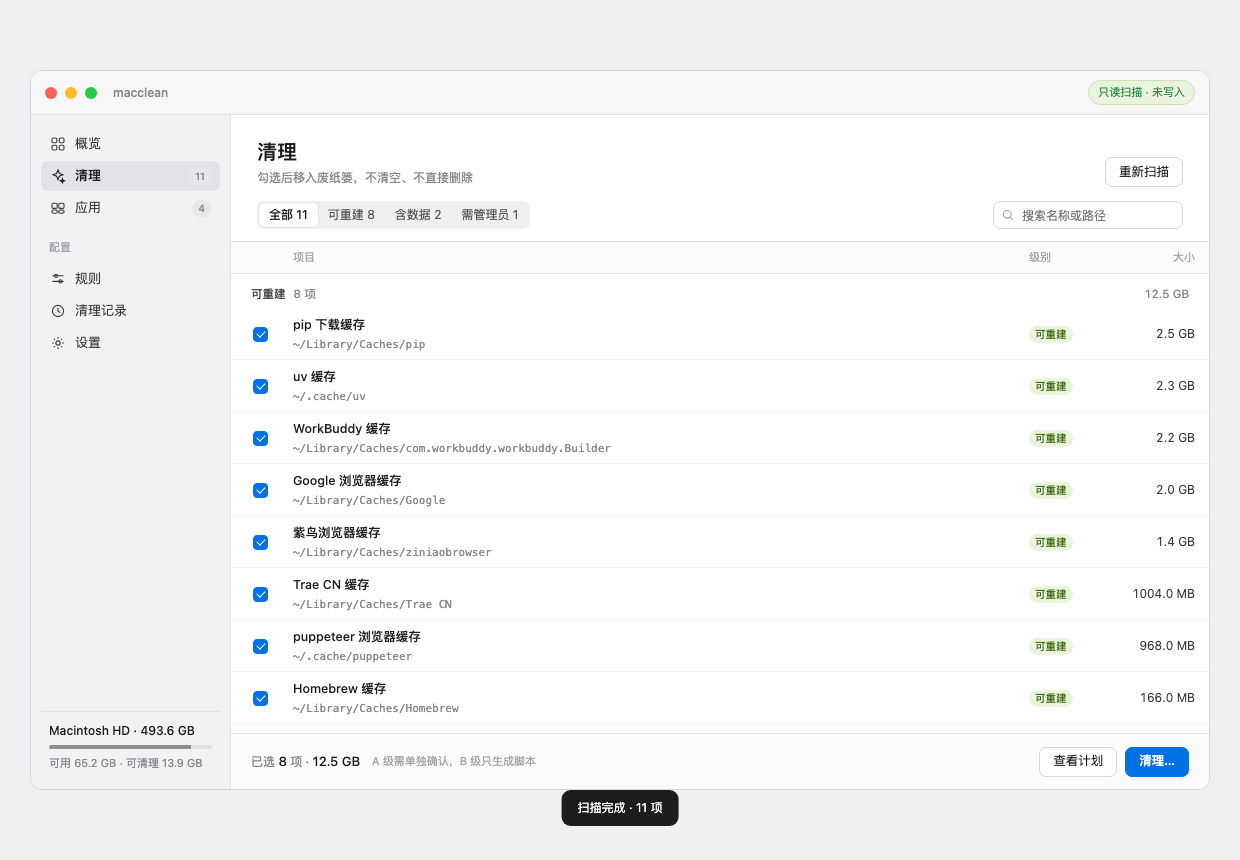 macclean
只读扫描 · 未写入
概览
清理 11
应用 4
配置
规则
清理记录
设置
Macintosh HD · 493.6 GB
可用 65.2 GB · 可清理 13.9 GB
清理
勾选后移入废纸篓，不清空、不直接删除
重新扫描
全部 11 可重建 8 含数据 2 需管理员 1
搜索名称或路径
项目 级别 大小
可重建 8 项 12.5 GB
pip 下载缓存
~/Library/Caches/pip
可重建 2.5 GB
uv 缓存
~/.cache/uv
可重建 2.3 GB
WorkBuddy 缓存
~/Library/Caches/com.workbuddy.workbuddy.Builder
可重建 2.2 GB
Google 浏览器缓存
~/Library/Caches/Google
可重建 2.0 GB
紫鸟浏览器缓存
~/Library/Caches/ziniaobrowser
可重建 1.4 GB
Trae CN 缓存
~/Library/Caches/Trae CN
可重建 1004.0 MB
puppeteer 浏览器缓存
~/.cache/puppeteer
可重建 968.0 MB
Homebrew 缓存
~/Library/Caches/Homebrew
可重建 166.0 MB
已选 8 项 · 12.5 GB A 级需单独确认，B 级只生成脚本
查看计划 清理...
扫描完成 · 11 项